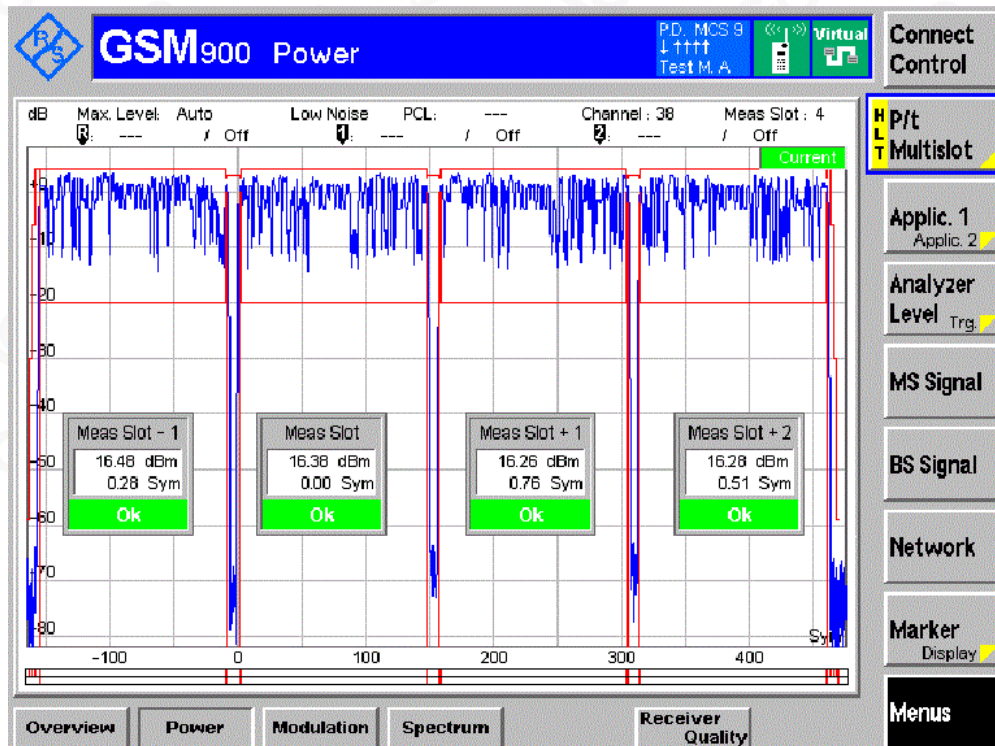 R S
GSM900 Power
P.D. MCS 9
↓ ↑↑↑↑
Test M. A.
Virtual
Connect
Control
dB Max. Level: Auto Low Noise PCL: --- Channel : 38 Meas Slot : 4
R: --- / Off 1: --- / Off 2: --- / Off
Current
HLT
P/t
Multislot
Applic. 1
Applic. 2
Analyzer
Level Trg.
MS Signal
BS Signal
Network
Marker
Display
Menus
-10
-20
-30
-40
-50
-60
-70
-80
Meas Slot - 1
16.48 dBm
0.28 Sym
Ok
Meas Slot
16.38 dBm
0.00 Sym
Ok
Meas Slot + 1
16.26 dBm
0.76 Sym
Ok
Meas Slot + 2
16.28 dBm
0.51 Sym
Ok
-100 0 100 200 300 400
Overview Power Modulation Spectrum Receiver Quality